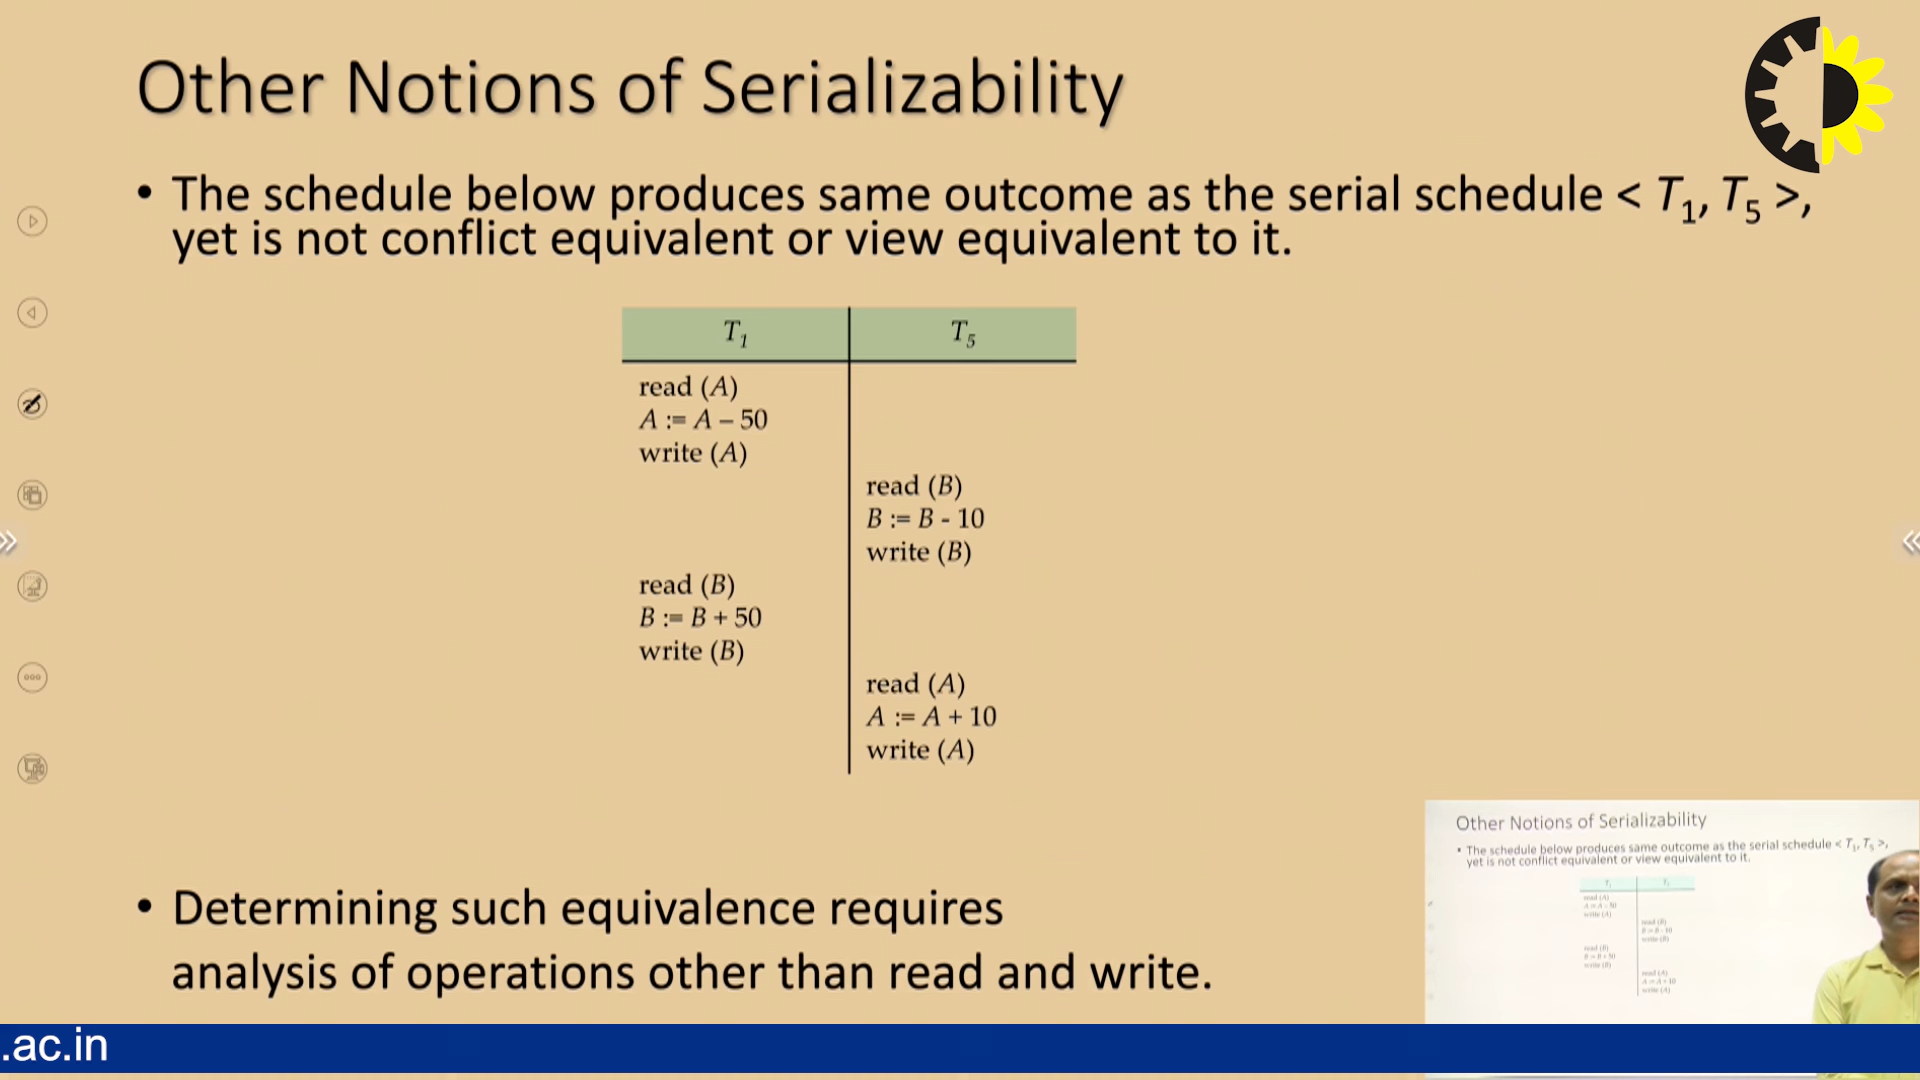 Other Notions of Serializability
• The schedule below produces same outcome as the serial schedule < T1, T5 >,
yet is not conflict equivalent or view equivalent to it.
T1 T5
read (A)
A := A – 50
write (A)
read (B)
B := B - 10
write (B)
read (B)
B := B + 50
write (B)
read (A)
A := A + 10
write (A)
• Determining such equivalence requires
analysis of operations other than read and write.
Other Notions of Serializability
• The schedule below produces same outcome as the serial schedule < T1, T5 >,
yet is not conflict equivalent or view equivalent to it.
.ac.in